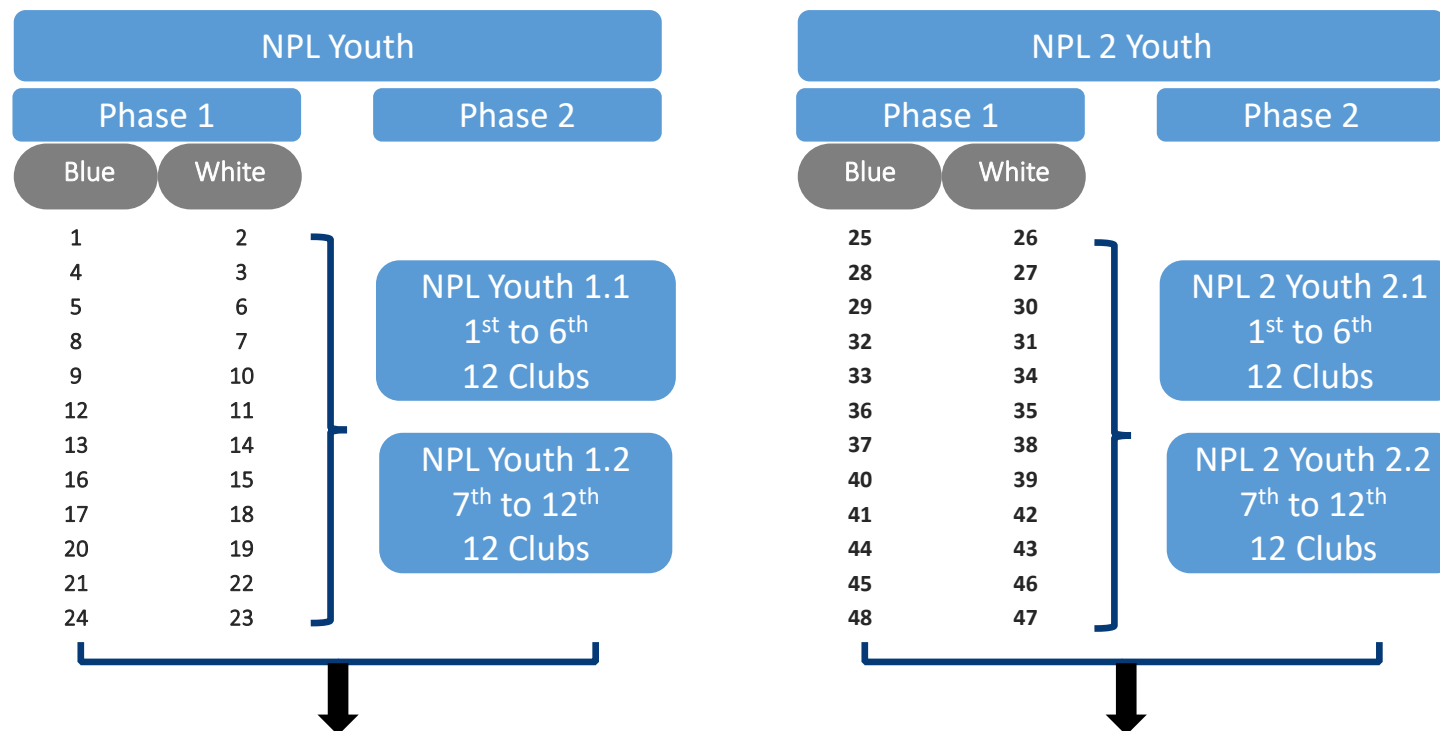 NPL Youth
Phase 1 Phase 2
Blue White
1 2
4 3
5 6
8 7
9 10
12 11
13 14
16 15
17 18
20 19
21 22
24 23
NPL Youth 1.1
1st to 6th
12 Clubs
NPL Youth 1.2
7th to 12th
12 Clubs
NPL 2 Youth
Phase 1 Phase 2
Blue White
25 26
28 27
29 30
32 31
33 34
36 35
37 38
40 39
41 42
44 43
45 46
48 47
NPL 2 Youth 2.1
1st to 6th
12 Clubs
NPL 2 Youth 2.2
7th to 12th
12 Clubs